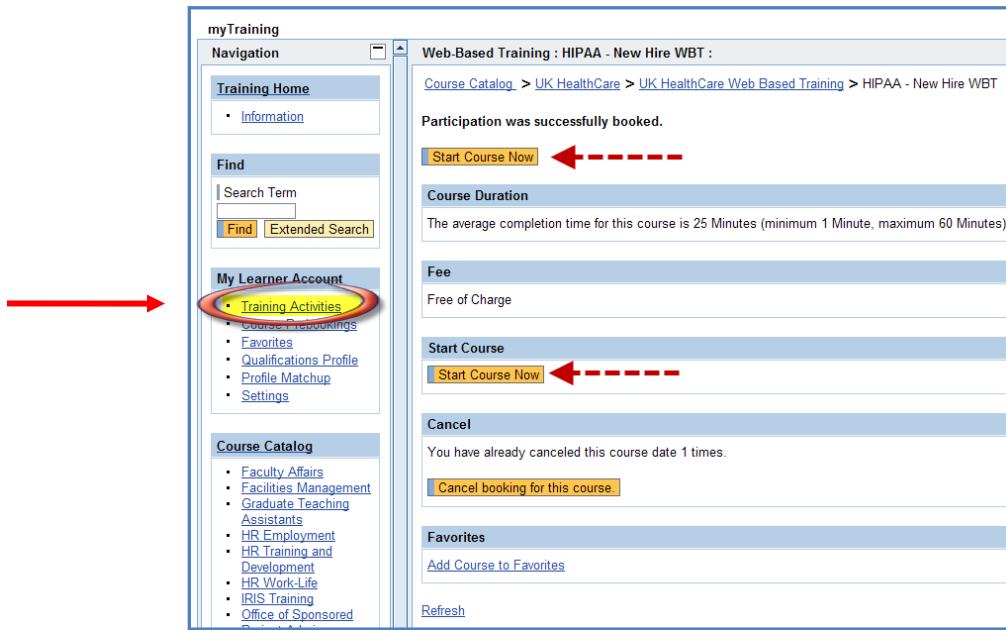 myTraining
Navigation
Training Home
Information
Find
Search Term
Find Extended Search
My Learner Account
Training Activities
Course Prebookings
Favorites
Qualifications Profile
Profile Matchup
Settings
Course Catalog
Faculty Affairs
Facilities Management
Graduate Teaching
Assistants
HR Employment
HR Training and
Development
HR Work-Life
IRIS Training
Office of Sponsored
Web-Based Training : HIPAA - New Hire WBT :
Course Catalog > UK HealthCare > UK HealthCare Web Based Training > HIPAA - New Hire WBT
Participation was successfully booked.
Start Course Now
Course Duration
The average completion time for this course is 25 Minutes (minimum 1 Minute, maximum 60 Minutes)
Fee
Free of Charge
Start Course
Start Course Now
Cancel
You have already canceled this course date 1 times.
Cancel booking for this course.
Favorites
Add Course to Favorites
Refresh